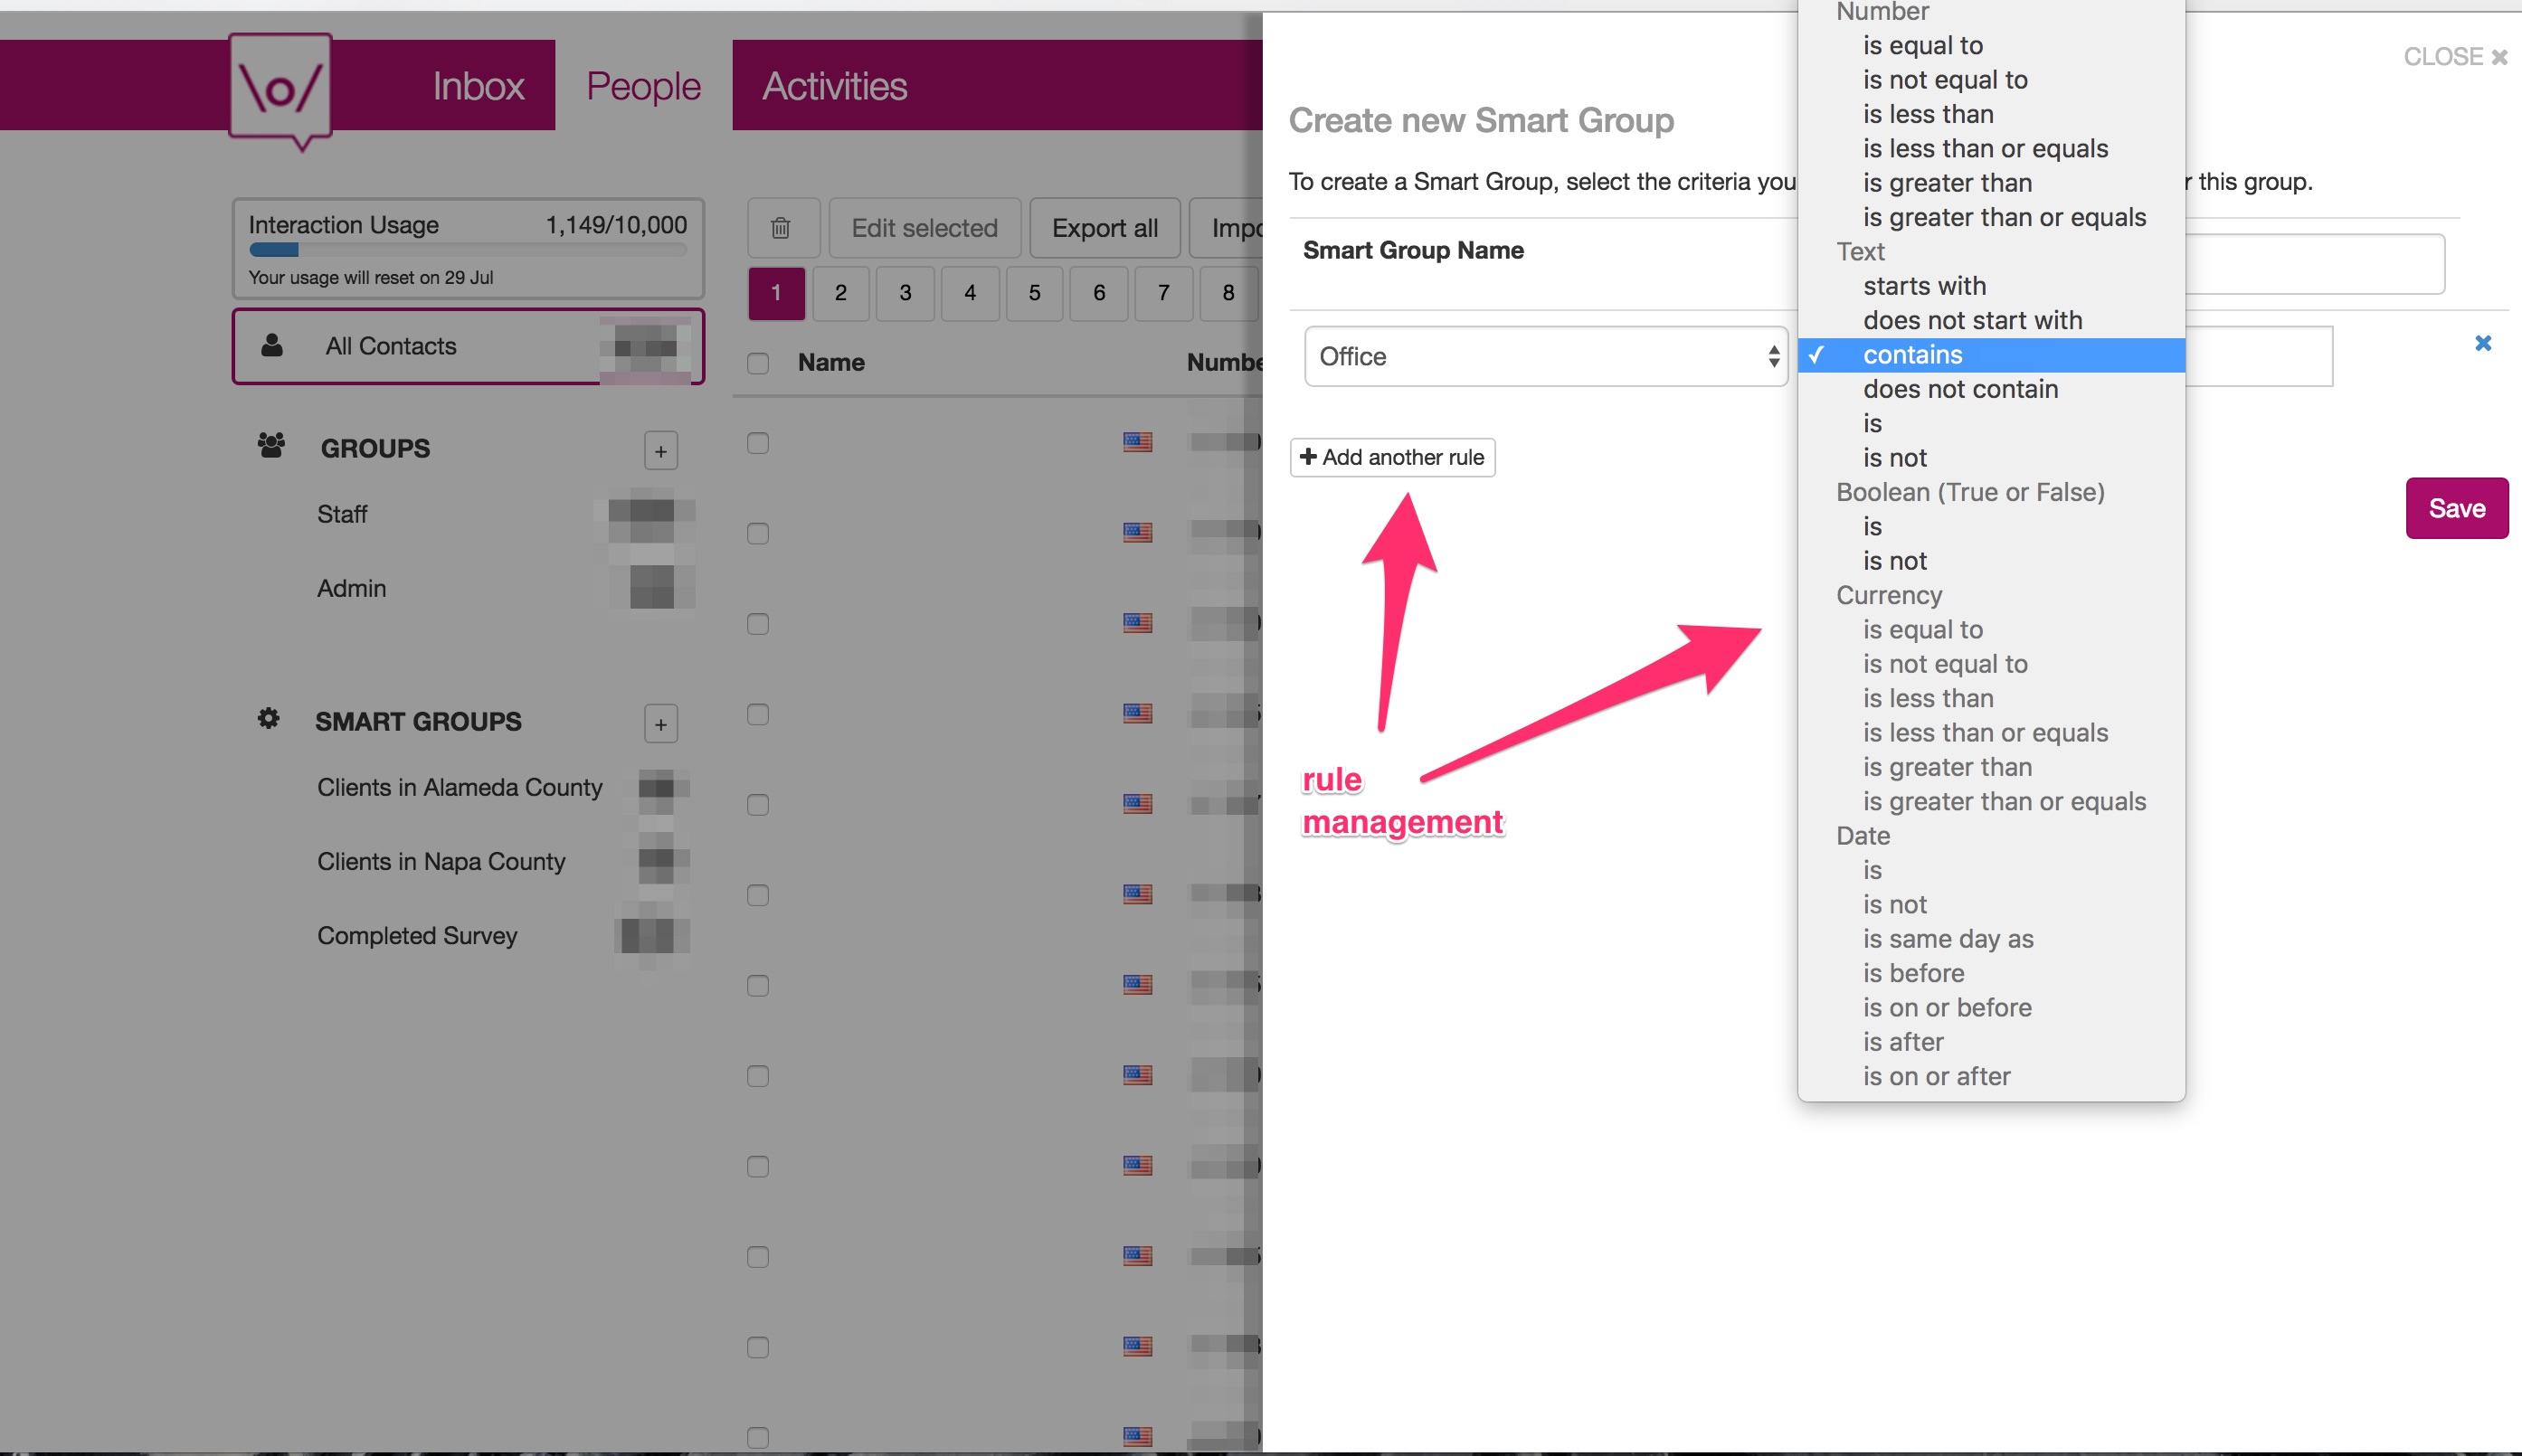 \o/
Inbox
People
Activities
Interaction Usage 1,149/10,000
Your usage will reset on 29 Jul
All Contacts
GROUPS +
Staff
Admin
SMART GROUPS +
Clients in Alameda County
Clients in Napa County
Completed Survey
Edit selected
Export all
1 2 3 4 5 6 7 8
Name
CLOSE ×
Create new Smart Group
To create a Smart Group, select the criteria you
this group.
Smart Group Name
Office
+ Add another rule
rule
management
Save
Number
is equal to
is not equal to
is less than
is less than or equals
is greater than
is greater than or equals
Text
starts with
does not start with
✓ contains
does not contain
is
is not
Boolean (True or False)
is
is not
Currency
is equal to
is not equal to
is less than
is less than or equals
is greater than
is greater than or equals
Date
is
is not
is same day as
is before
is on or before
is after
is on or after